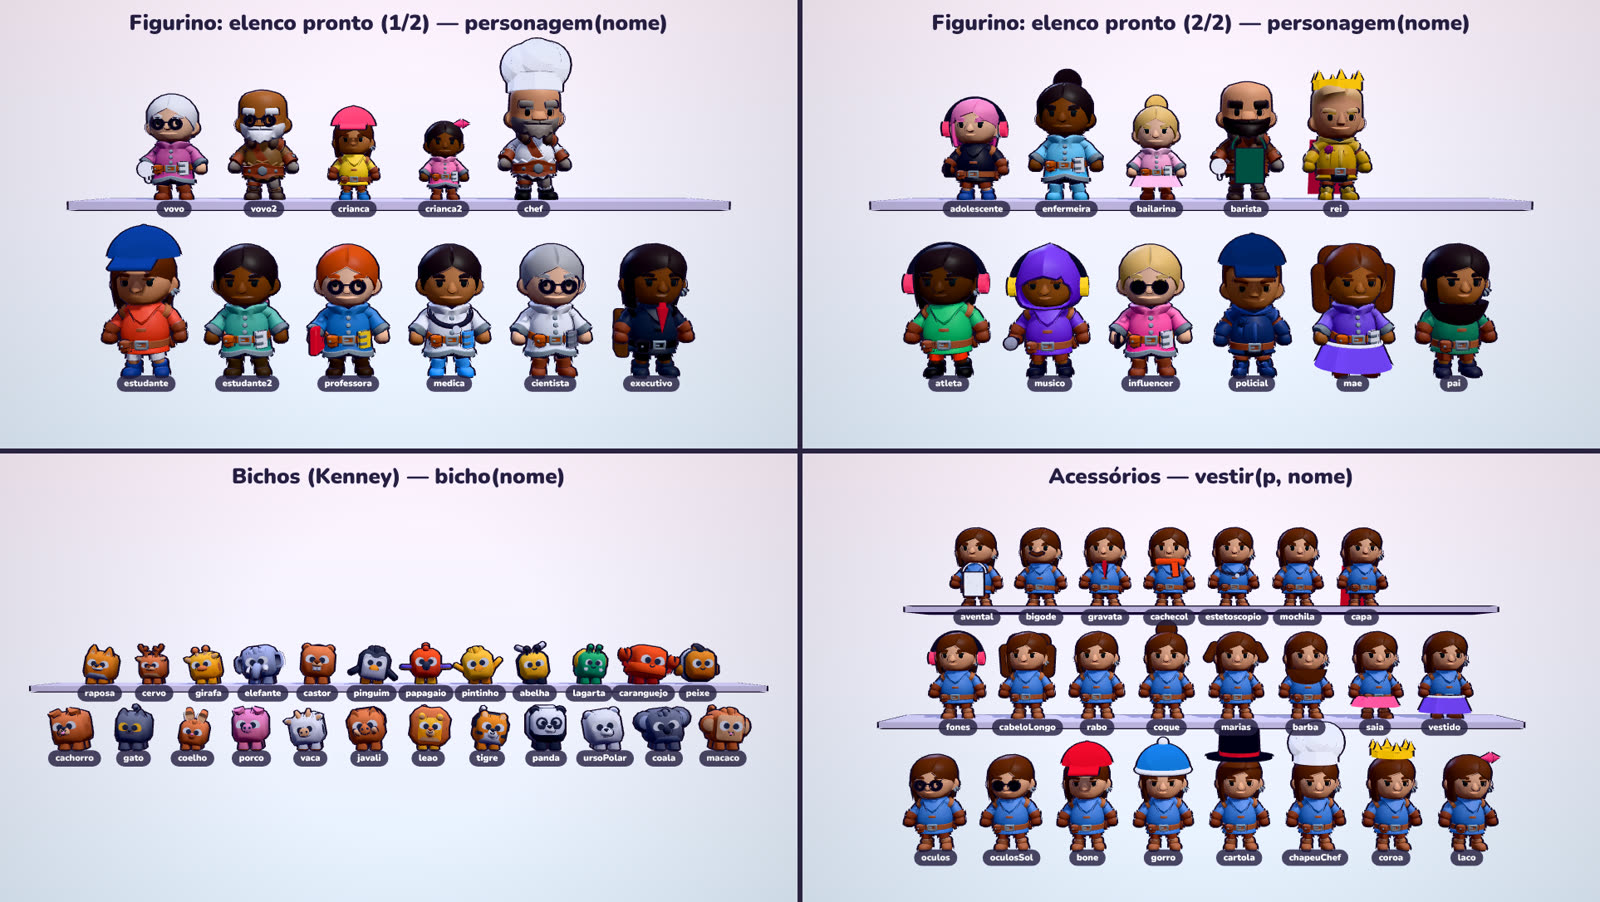 Figurino: elenco pronto (1/2) — personagem(nome)
vovo
vovo2
crianca
crianca2
chef
estudante
estudante2
professora
medica
cientista
executivo
Figurino: elenco pronto (2/2) — personagem(nome)
adolescente
enfermeira
bailarina
barista
rei
atleta
musico
influencer
policial
mae
pai
Bichos (Kenney) — bicho(nome)
raposa
cervo
girafa
elefante
castor
pinguim
papagaio
pintinho
abelha
lagarta
caranguejo
peixe
cachorro
gato
coelho
porco
vaca
javali
leao
tigre
panda
ursoPolar
coala
macaco
Acessórios — vestir(p, nome)
avental
bigode
gravata
cachecol
estetoscopio
mochila
capa
fones
cabeloLongo
rabo
coque
marias
barba
saia
vestido
oculos
oculosSol
bone
gorro
cartola
chapeuChef
coroa
laco